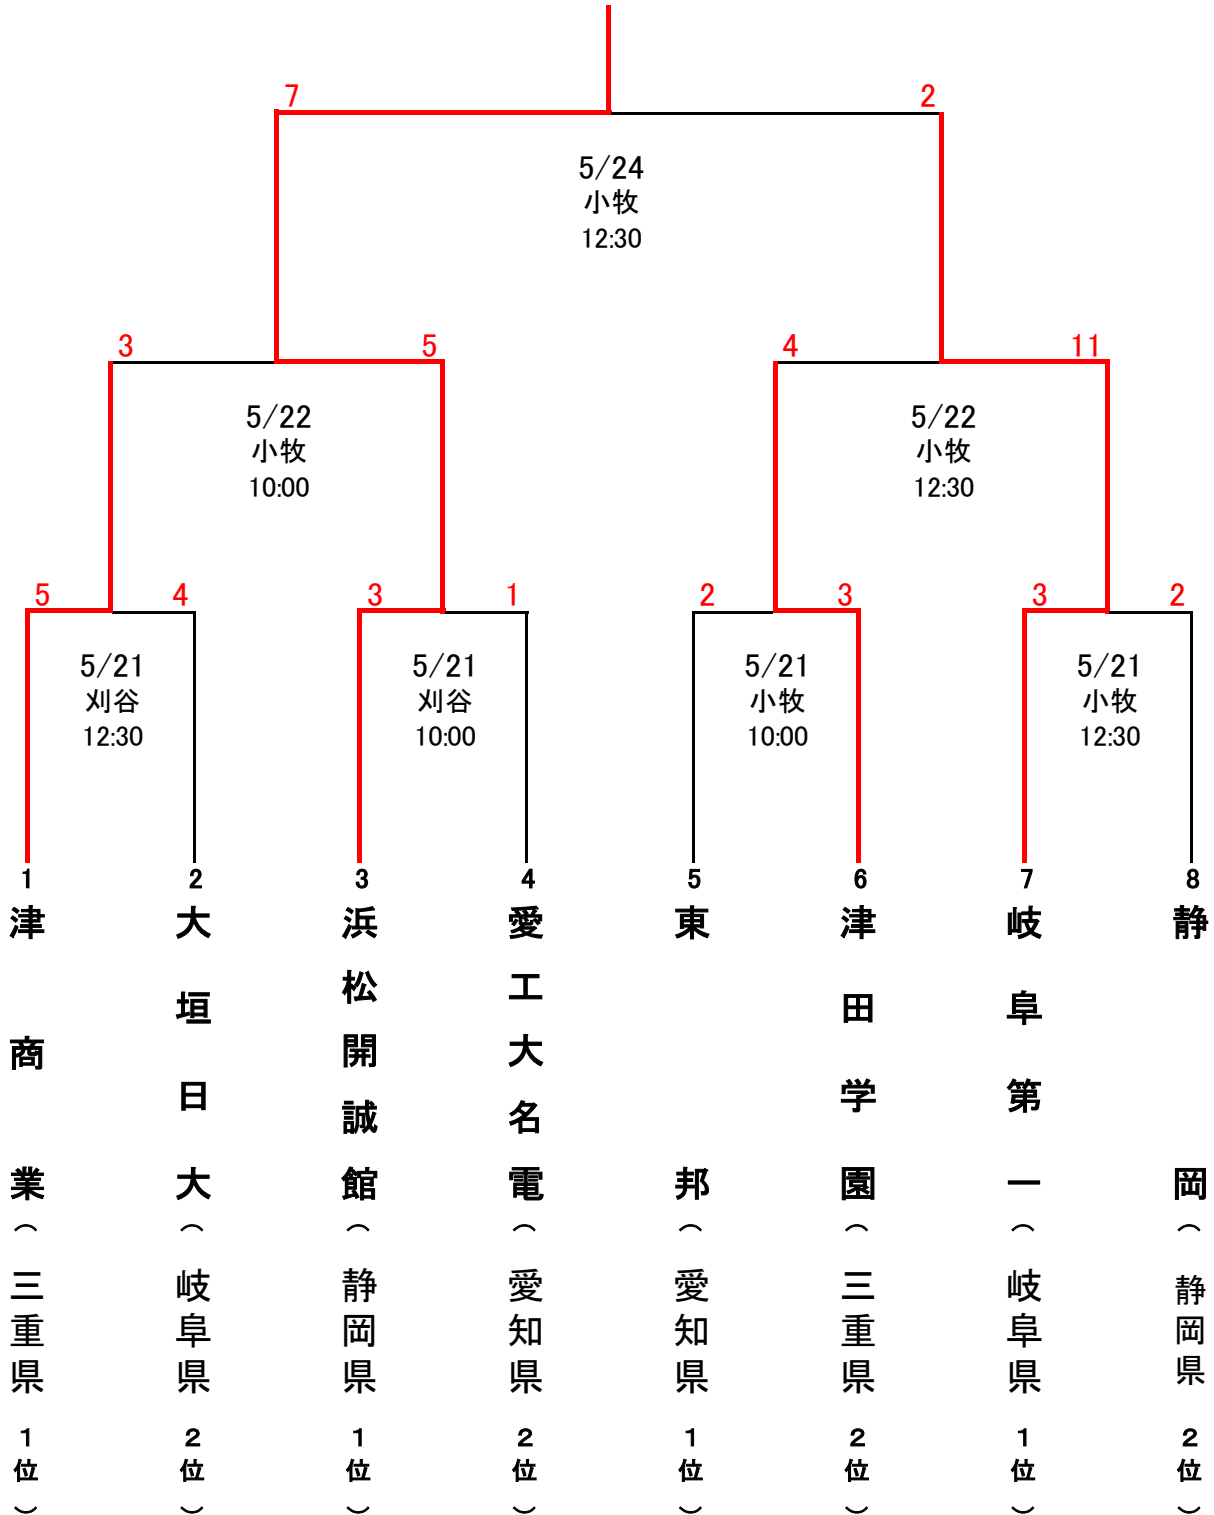 7 2
5/24
小牧
12:30
3 5 4 11
5/22 5/22
小牧 小牧
10:00 12:30
5 4 3 1 2 3 3 2
5/21 5/21 5/21 5/21
刈谷 刈谷 小牧 小牧
12:30 10:00 10:00 12:30
1 2 3 4 5 6 7 8
津商業（三重県1位）
大垣日大（岐阜県2位）
浜松開誠館（静岡県1位）
愛工大名電（愛知県2位）
東邦（愛知県1位）
津田学園（三重県2位）
岐阜第一（岐阜県1位）
静岡（静岡県2位）